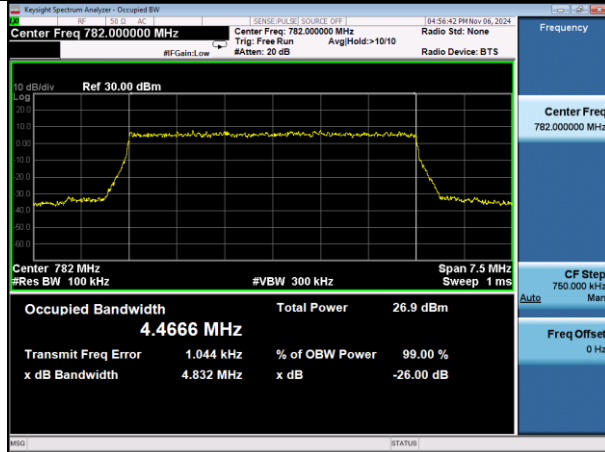 Keysight Spectrum Analyzer - Occupied BW
RF 50 Ω AC SENSE:PULSE SOURCE OFF 04:56:42 PM Nov 06, 2024
Center Freq 782.000000 MHz
Center Freq: 782.000000 MHz
Radio Std: None
Trig: Free Run Avg|Hold:>10/10
#IFGain:Low #Atten: 20 dB Radio Device: BTS
Frequency
10 dB/div Ref 30.00 dBm
Log
20.0
10.0
0.00
-10.0
-20.0
-30.0
-40.0
-50.0
-60.0
Center Freq
782.000000 MHz
Center 782 MHz Span 7.5 MHz
#Res BW 100 kHz #VBW 300 kHz Sweep 1 ms
CF Step
750.000 kHz
Auto Man
Occupied Bandwidth Total Power 26.9 dBm
4.4666 MHz
Transmit Freq Error 1.044 kHz % of OBW Power 99.00 %
x dB Bandwidth 4.832 MHz x dB -26.00 dB
Freq Offset
0 Hz
MSG STATUS